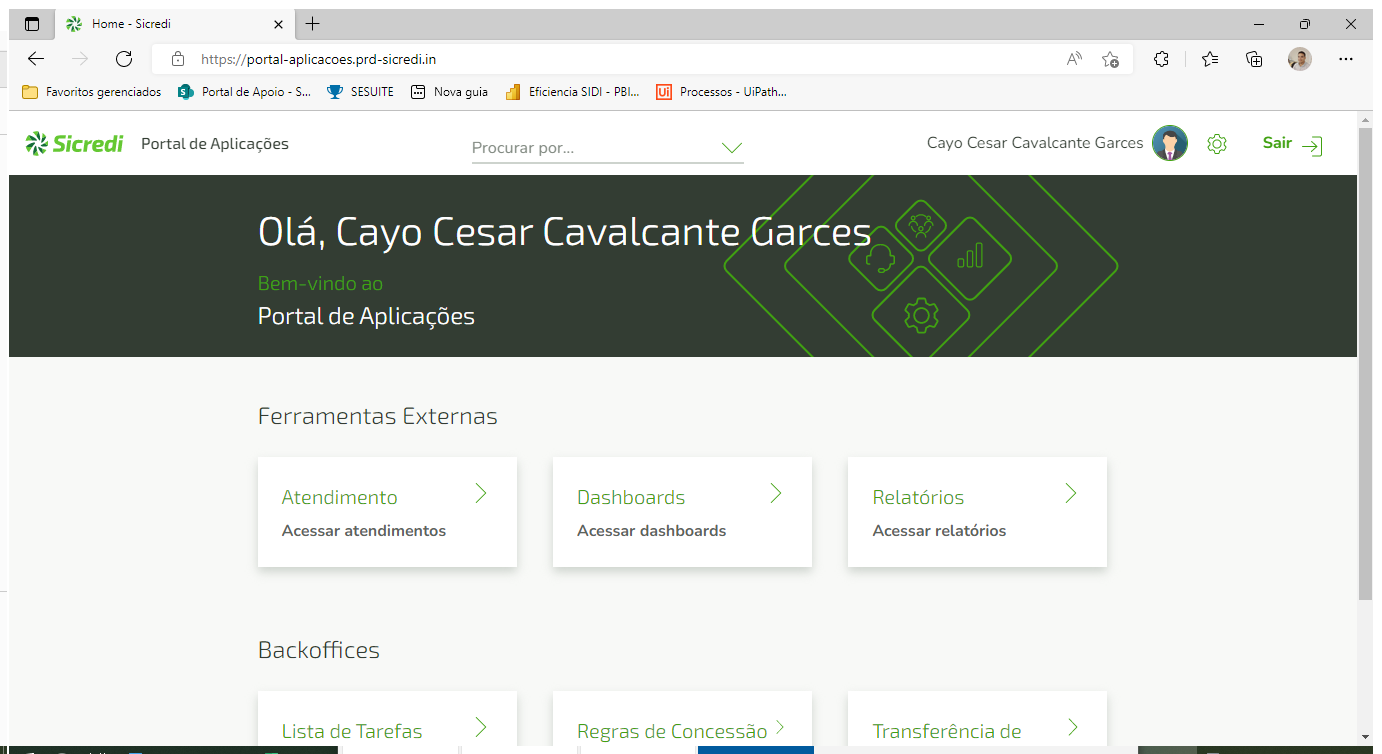 Home - Sicredi
https://portal-aplicacoes.prd-sicredi.in
Favoritos gerenciados Portal de Apoio - S... SESUITE Nova guia Eficiencia SIDI - PBI... Processos - UiPath...
Sicredi Portal de Aplicações Procurar por... Cayo Cesar Cavalcante Garces Sair
Olá, Cayo Cesar Cavalcante Garces
Bem-vindo ao
Portal de Aplicações
Ferramentas Externas
Atendimento Dashboards Relatórios
Acessar atendimentos Acessar dashboards Acessar relatórios
Backoffices
Lista de Tarefas Regras de Concessão Transferência de